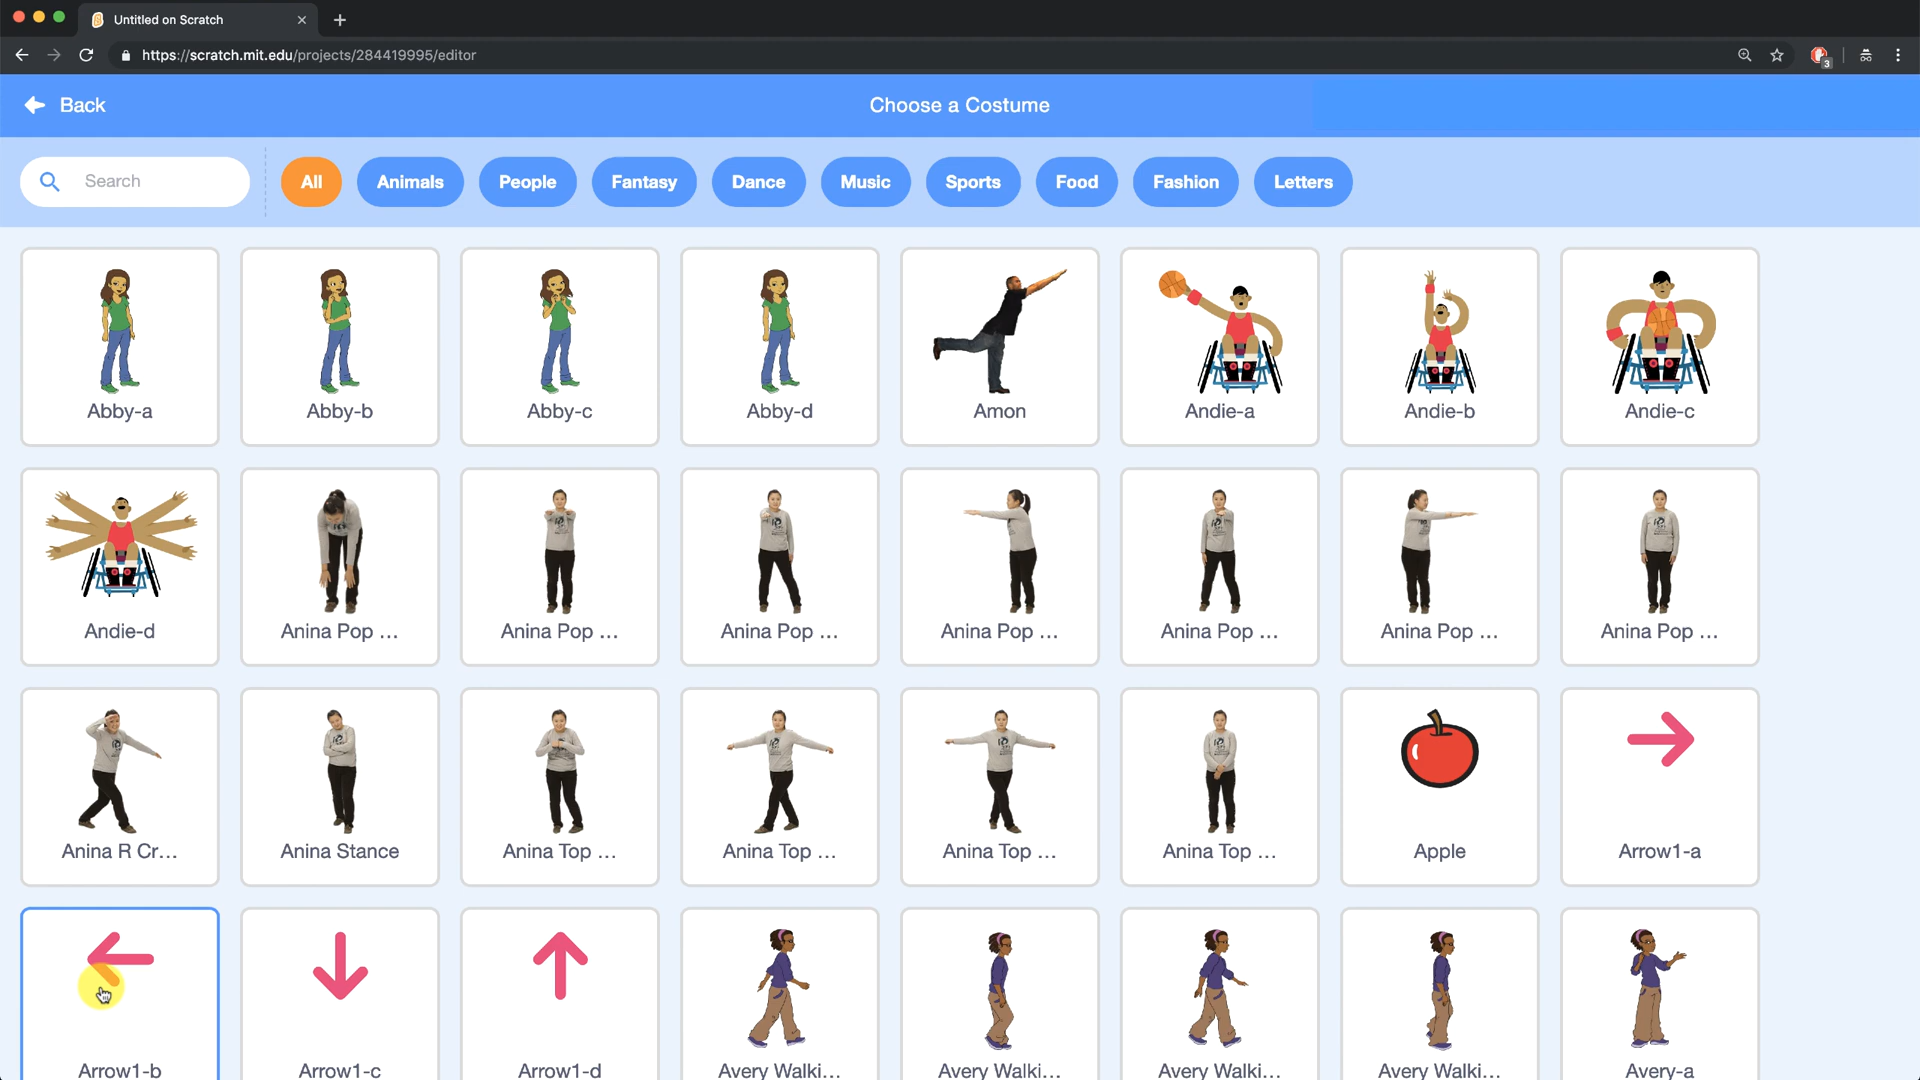 Untitled on Scratch
https://scratch.mit.edu/projects/284419995/editor
3
Back
Choose a Costume
Search
All
Animals
People
Fantasy
Dance
Music
Sports
Food
Fashion
Letters
Abby-a
Abby-b
Abby-c
Abby-d
Amon
Andie-a
Andie-b
Andie-c
Andie-d
Anina Pop ...
Anina Pop ...
Anina Pop ...
Anina Pop ...
Anina Pop ...
Anina Pop ...
Anina Pop ...
Anina R Cr...
Anina Stance
Anina Top ...
Anina Top ...
Anina Top ...
Anina Top ...
Apple
Arrow1-a
Arrow1-b
Arrow1-c
Arrow1-d
Avery Walki...
Avery Walki...
Avery Walki...
Avery Walki...
Avery-a